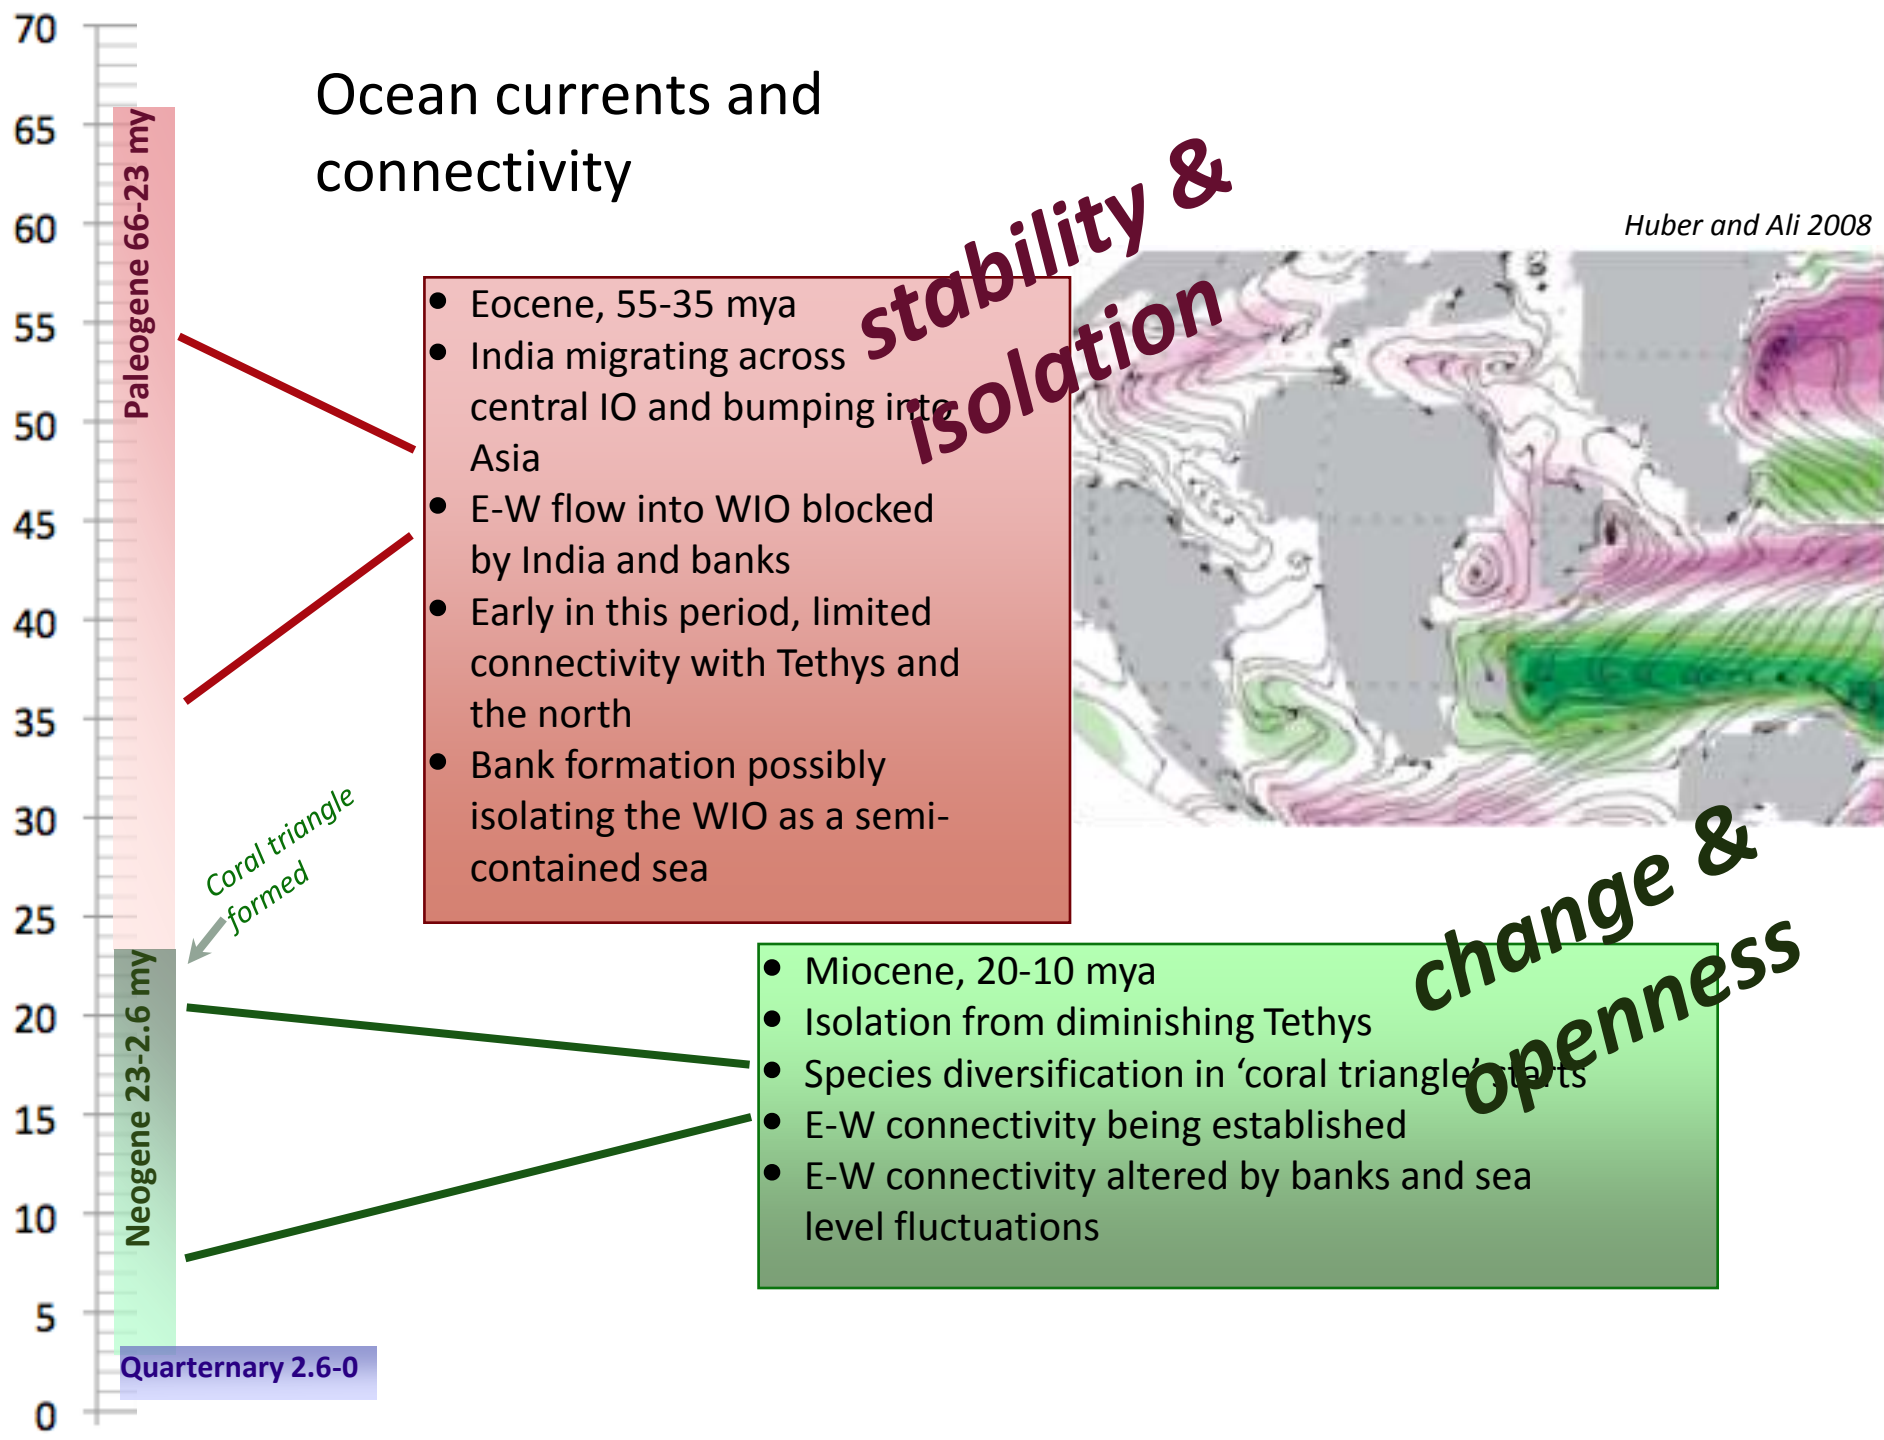 70
65
60
55
50
45
40
35
30
25
20
15
10
5
0
Paleogene 66-23 my
Neogene 23-2.6 my
Quarternary 2.6-0
Coral triangle
formed
Ocean currents and
connectivity
stability &
isolation
Huber and Ali 2008
• Eocene, 55-35 mya
• India migrating across
central IO and bumping into
Asia
• E-W flow into WIO blocked
by India and banks
• Early in this period, limited
connectivity with Tethys and
the north
• Bank formation possibly
isolating the WIO as a semi-
contained sea
change &
openness
• Miocene, 20-10 mya
• Isolation from diminishing Tethys
• Species diversification in ‘coral triangle’ starts
• E-W connectivity being established
• E-W connectivity altered by banks and sea
level fluctuations